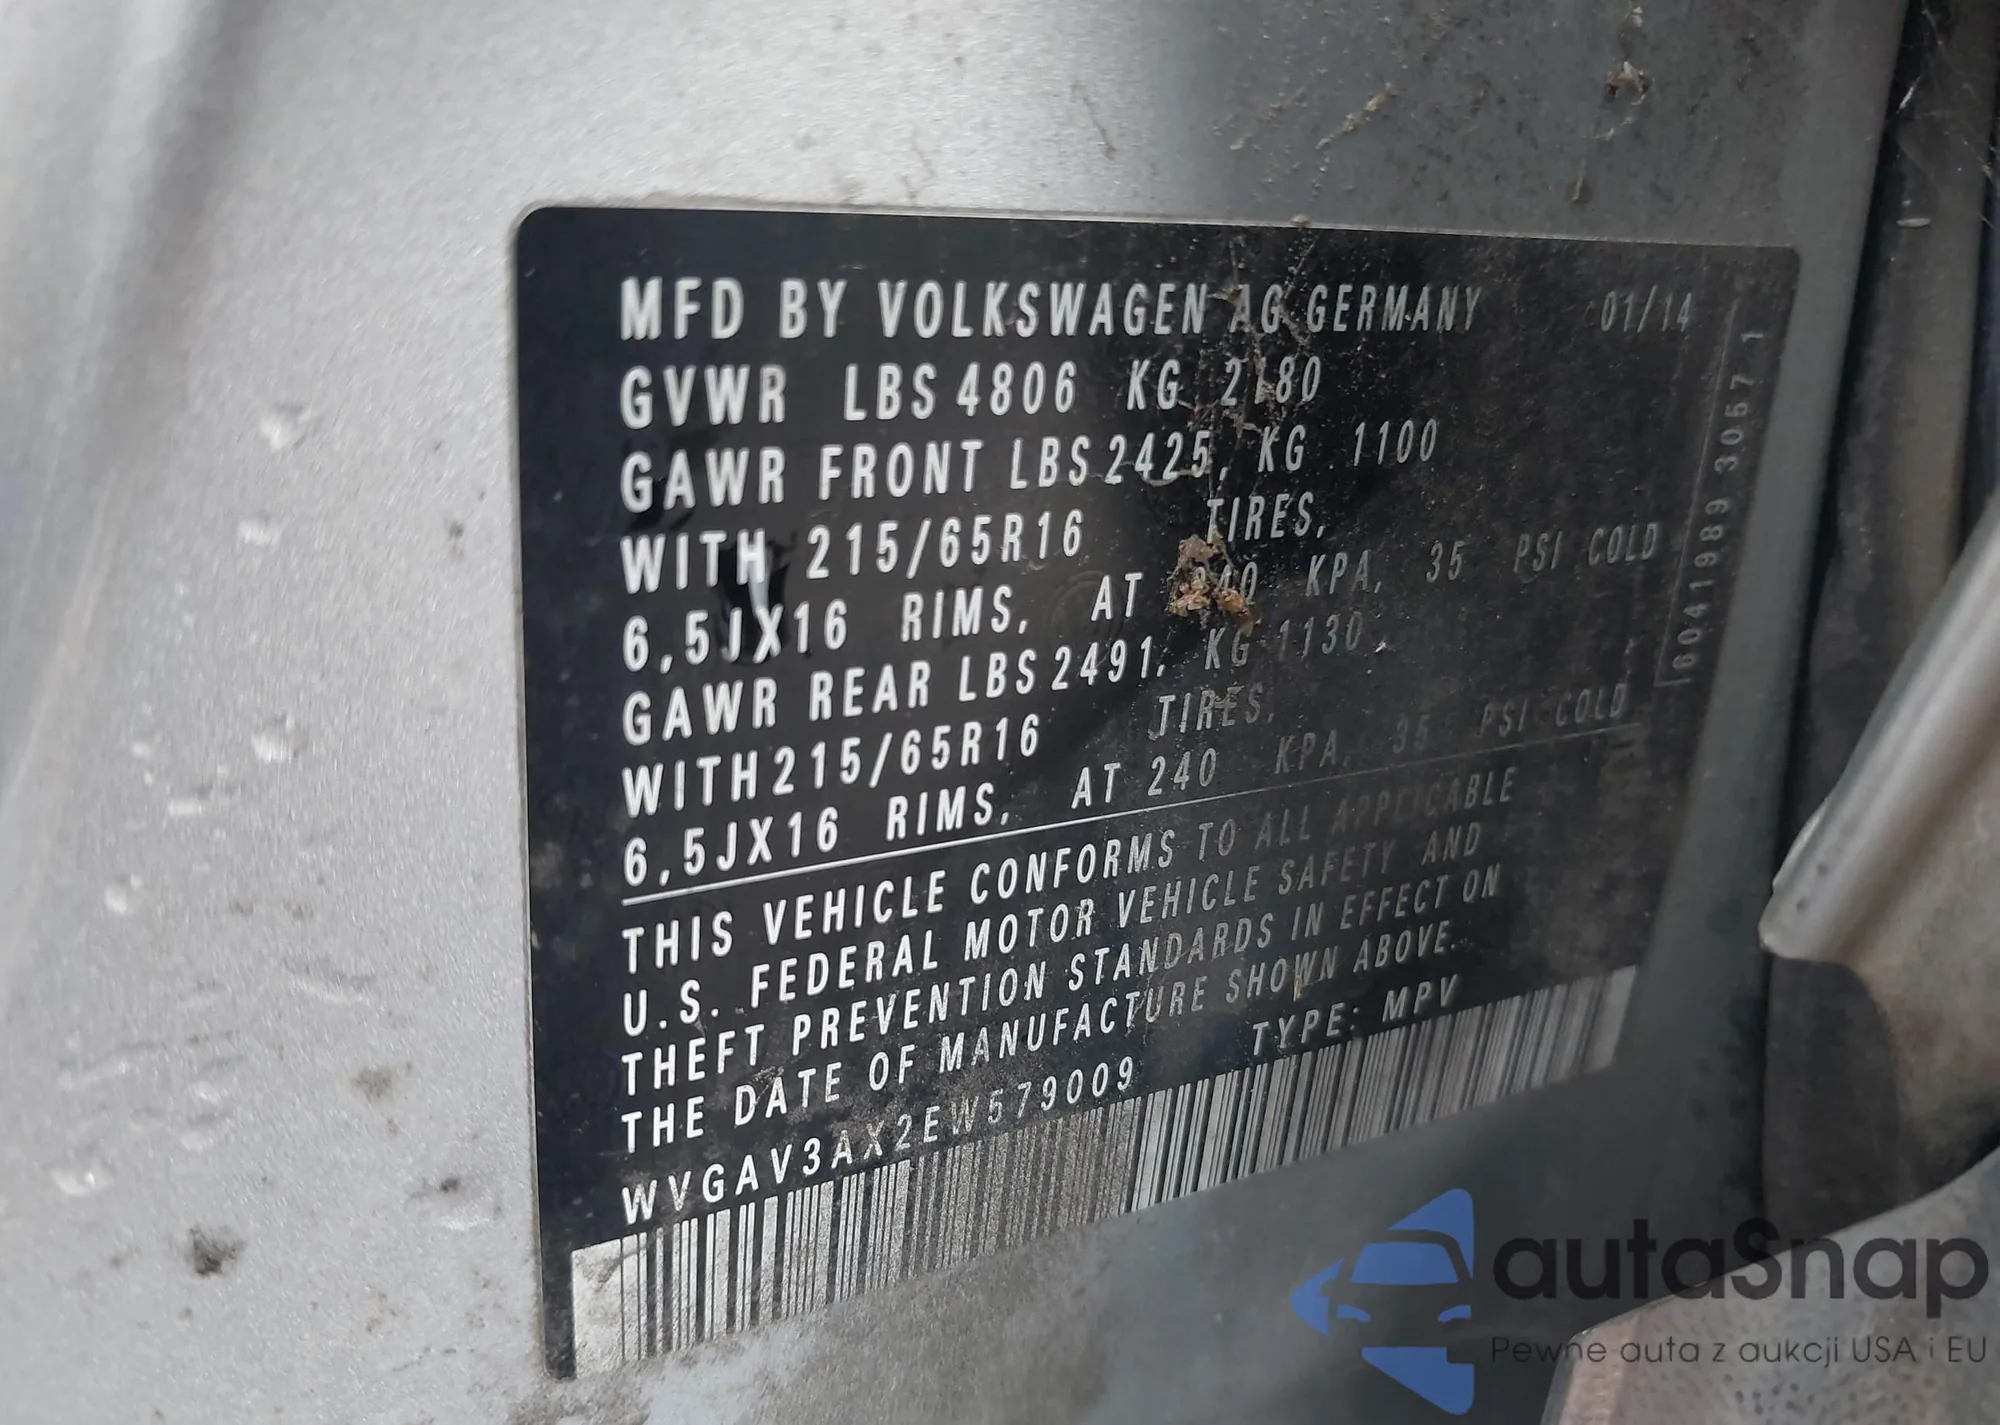 MFD BY VOLKSWAGEN AG GERMANY 01/14
GVWR LBS 4806 KG 2180
GAWR FRONT LBS 2425, KG 1100
WITH 215/65R16 TIRES,
6,5JX16 RIMS, AT 240 KPA, 35 PSI COLD
GAWR REAR LBS 2491, KG 1130,
WITH 215/65R16 TIRES,
6,5JX16 RIMS, AT 240 KPA, 35 PSI COLD
THIS VEHICLE CONFORMS TO ALL APPLICABLE
U.S. FEDERAL MOTOR VEHICLE SAFETY AND
THEFT PREVENTION STANDARDS IN EFFECT ON
THE DATE OF MANUFACTURE SHOWN ABOVE.
WVGAV3AX2EW579009 TYPE: MPV
6041989 3057 1
autaSnap
Pewne auta z aukcji USA i EU